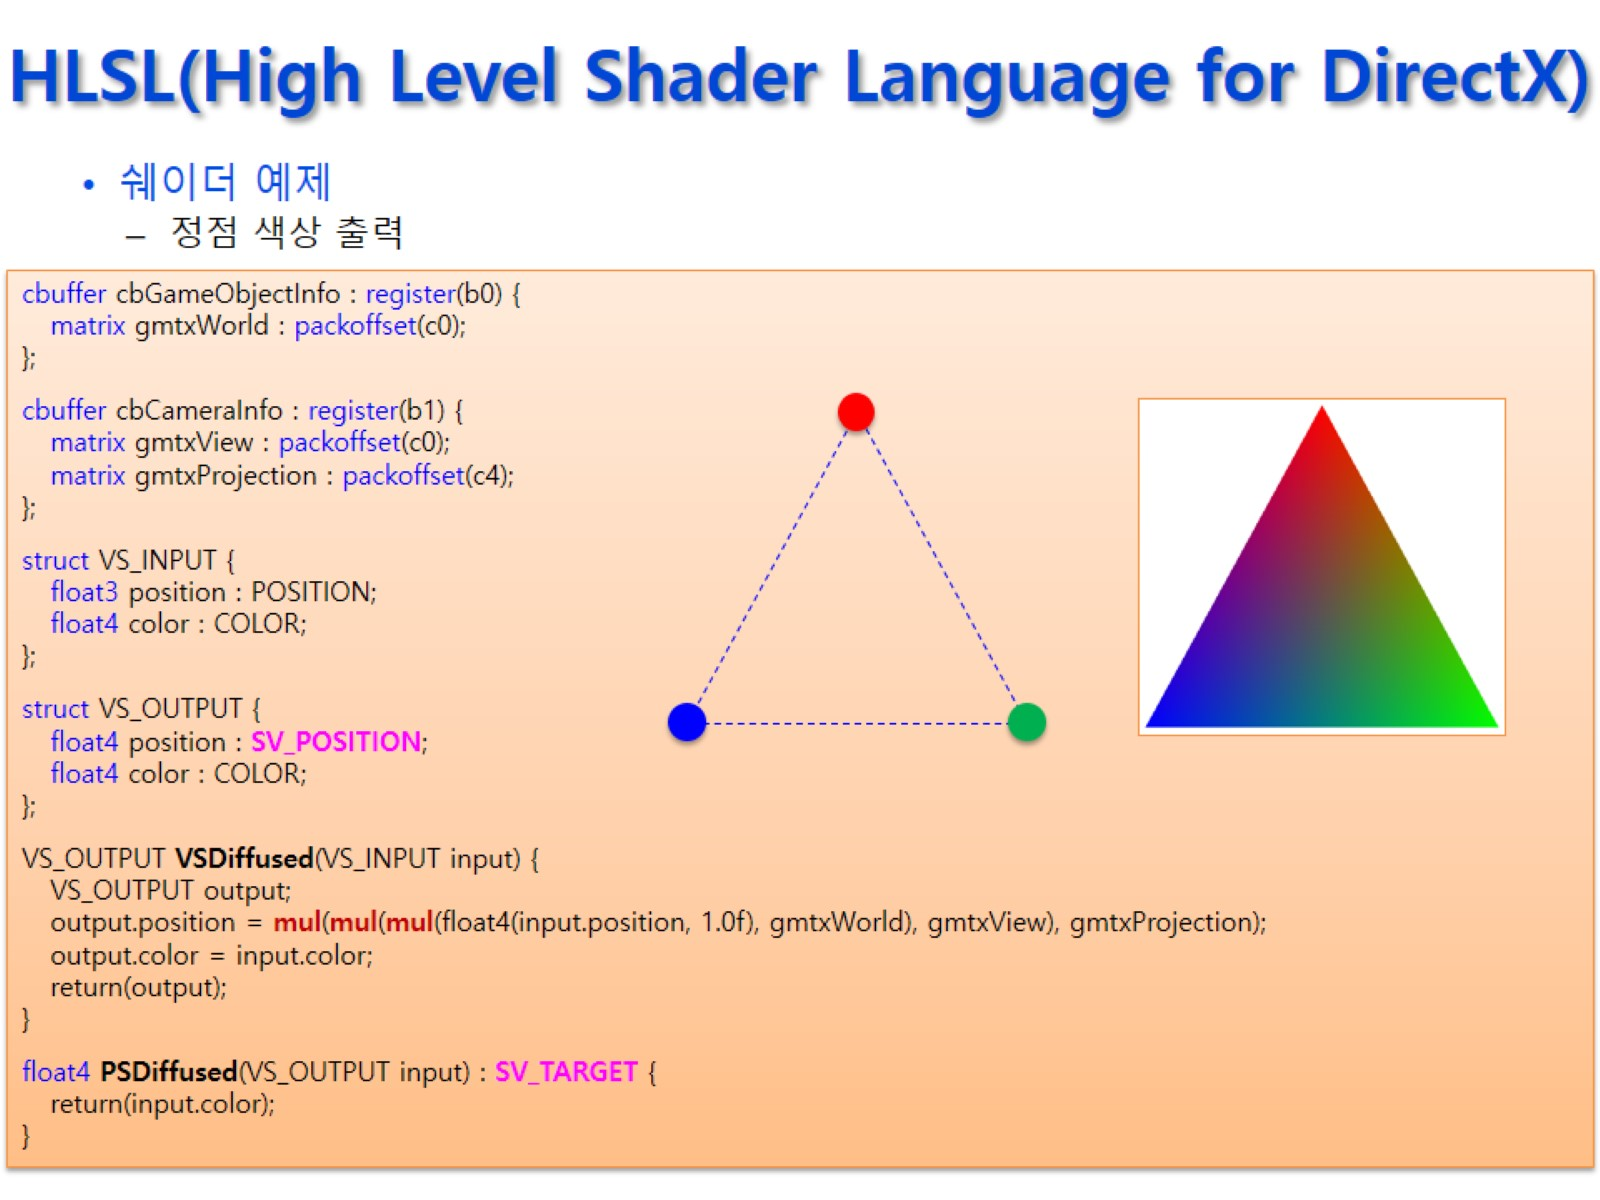 HLSL(High Level Shader Language for DirectX)
• 쉐이더 예제
– 정점 색상 출력
cbuffer cbGameObjectInfo : register(b0) {
matrix gmtxWorld : packoffset(c0);
};
cbuffer cbCameraInfo : register(b1) {
matrix gmtxView : packoffset(c0);
matrix gmtxProjection : packoffset(c4);
};
struct VS_INPUT {
float3 position : POSITION;
float4 color : COLOR;
};
struct VS_OUTPUT {
float4 position : SV_POSITION;
float4 color : COLOR;
};
VS_OUTPUT VSDiffused(VS_INPUT input) {
VS_OUTPUT output;
output.position = mul(mul(mul(float4(input.position, 1.0f), gmtxWorld), gmtxView), gmtxProjection);
output.color = input.color;
return(output);
}
float4 PSDiffused(VS_OUTPUT input) : SV_TARGET {
return(input.color);
}